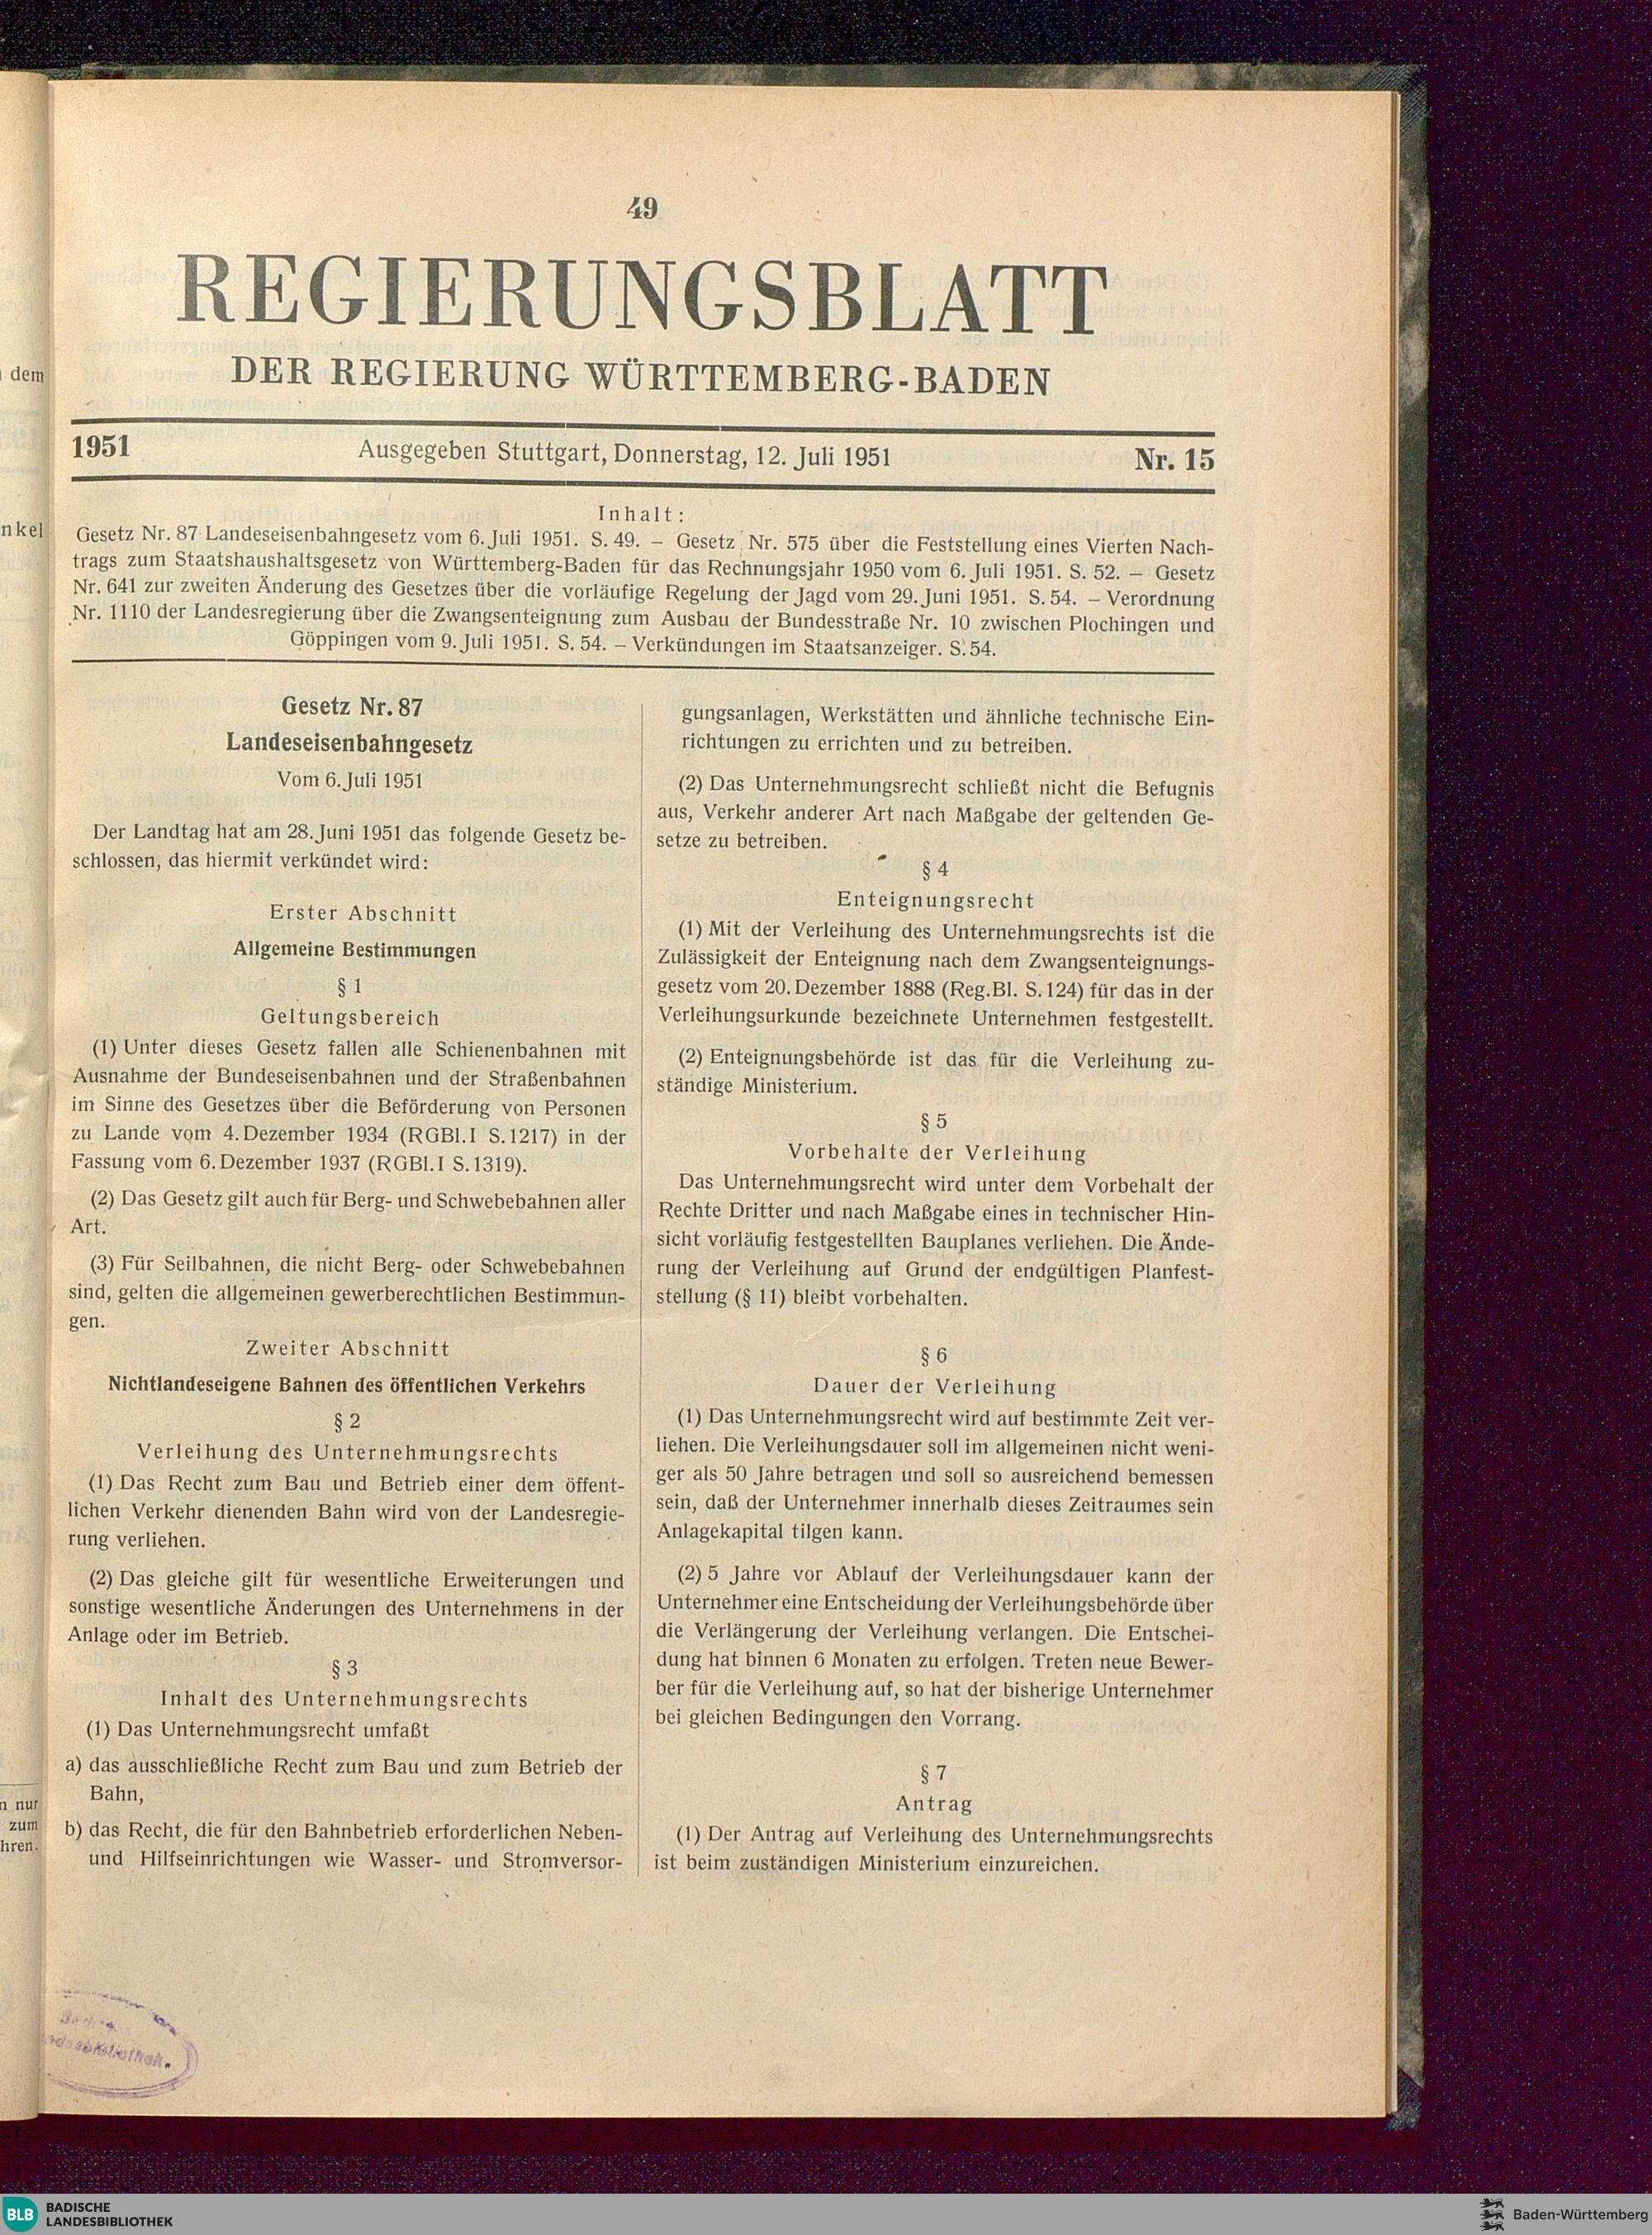 49
REGIERUNGSBLATT
DER REGIERUNG WÜRTTEMBERG-BADEN
1951 Ausgegeben Stuttgart, Donnerstag, 12. Juli 1951 Nr. 15
Inhalt:
Gesetz Nr. 87 Landeseisenbahngesetz vom 6. Juli 1951. S. 49. – Gesetz Nr. 575 über die Feststellung eines Vierten Nach-
trags zum Staatshaushaltsgesetz von Württemberg-Baden für das Rechnungsjahr 1950 vom 6. Juli 1951. S. 52. – Gesetz
Nr. 641 zur zweiten Änderung des Gesetzes über die vorläufige Regelung der Jagd vom 29. Juni 1951. S. 54. – Verordnung
Nr. 1110 der Landesregierung über die Zwangsenteignung zum Ausbau der Bundesstraße Nr. 10 zwischen Plochingen und
Göppingen vom 9. Juli 1951. S. 54. – Verkündungen im Staatsanzeiger. S. 54.
Gesetz Nr. 87
Landeseisenbahngesetz
Vom 6. Juli 1951
Der Landtag hat am 28. Juni 1951 das folgende Gesetz be-
schlossen, das hiermit verkündet wird:
Erster Abschnitt
Allgemeine Bestimmungen
§ 1
Geltungsbereich
(1) Unter dieses Gesetz fallen alle Schienenbahnen mit
Ausnahme der Bundeseisenbahnen und der Straßenbahnen
im Sinne des Gesetzes über die Beförderung von Personen
zu Lande vom 4. Dezember 1934 (RGBl. I S. 1217) in der
Fassung vom 6. Dezember 1937 (RGBl. I S. 1319).
(2) Das Gesetz gilt auch für Berg- und Schwebebahnen aller
Art.
(3) Für Seilbahnen, die nicht Berg- oder Schwebebahnen
sind, gelten die allgemeinen gewerberechtlichen Bestimmun-
gen.
Zweiter Abschnitt
Nichtlandeseigene Bahnen des öffentlichen Verkehrs
§ 2
Verleihung des Unternehmungsrechts
(1) Das Recht zum Bau und Betrieb einer dem öffent-
lichen Verkehr dienenden Bahn wird von der Landesregie-
rung verliehen.
(2) Das gleiche gilt für wesentliche Erweiterungen und
sonstige wesentliche Änderungen des Unternehmens in der
Anlage oder im Betrieb.
§ 3
Inhalt des Unternehmungsrechts
(1) Das Unternehmungsrecht umfaßt
a) das ausschließliche Recht zum Bau und zum Betrieb der
Bahn,
b) das Recht, die für den Bahnbetrieb erforderlichen Neben-
und Hilfseinrichtungen wie Wasser- und Stromversor-
gungsanlagen, Werkstätten und ähnliche technische Ein-
richtungen zu errichten und zu betreiben.
(2) Das Unternehmungsrecht schließt nicht die Befugnis
aus, Verkehr anderer Art nach Maßgabe der geltenden Ge-
setze zu betreiben.
§ 4
Enteignungsrecht
(1) Mit der Verleihung des Unternehmungsrechts ist die
Zulässigkeit der Enteignung nach dem Zwangsenteignungs-
gesetz vom 20. Dezember 1888 (Reg.Bl. S. 124) für das in der
Verleihungsurkunde bezeichnete Unternehmen festgestellt.
(2) Enteignungsbehörde ist das für die Verleihung zu-
ständige Ministerium.
§ 5
Vorbehalte der Verleihung
Das Unternehmungsrecht wird unter dem Vorbehalt der
Rechte Dritter und nach Maßgabe eines in technischer Hin-
sicht vorläufig festgestellten Bauplanes verliehen. Die Ände-
rung der Verleihung auf Grund der endgültigen Planfest-
stellung (§ 11) bleibt vorbehalten.
§ 6
Dauer der Verleihung
(1) Das Unternehmungsrecht wird auf bestimmte Zeit ver-
liehen. Die Verleihungsdauer soll im allgemeinen nicht weni-
ger als 50 Jahre betragen und soll so ausreichend bemessen
sein, daß der Unternehmer innerhalb dieses Zeitraumes sein
Anlagekapital tilgen kann.
(2) 5 Jahre vor Ablauf der Verleihungsdauer kann der
Unternehmer eine Entscheidung der Verleihungsbehörde über
die Verlängerung der Verleihung verlangen. Die Entschei-
dung hat binnen 6 Monaten zu erfolgen. Treten neue Bewer-
ber für die Verleihung auf, so hat der bisherige Unternehmer
bei gleichen Bedingungen den Vorrang.
§ 7
Antrag
(1) Der Antrag auf Verleihung des Unternehmungsrechts
ist beim zuständigen Ministerium einzureichen.
dem
nkel
nur
zum
hren.
BLB BADISCHE
LANDESBIBLIOTHEK
Baden-Württemberg